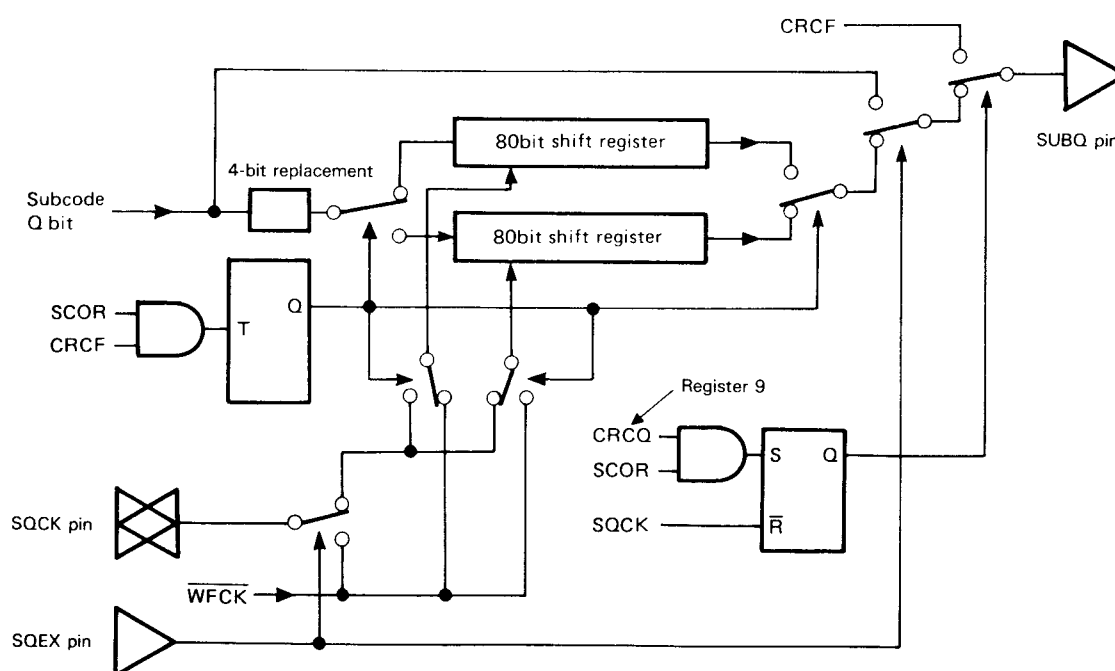 CRCF
80bit shift register
SUBQ pin
4-bit replacement
Subcode
Q bit
80bit shift register
SCOR
CRCF
T
Q
Register 9
CRCQ
SCOR
S
Q
SQCK
R
SQCK pin
WFCK
SQEX pin